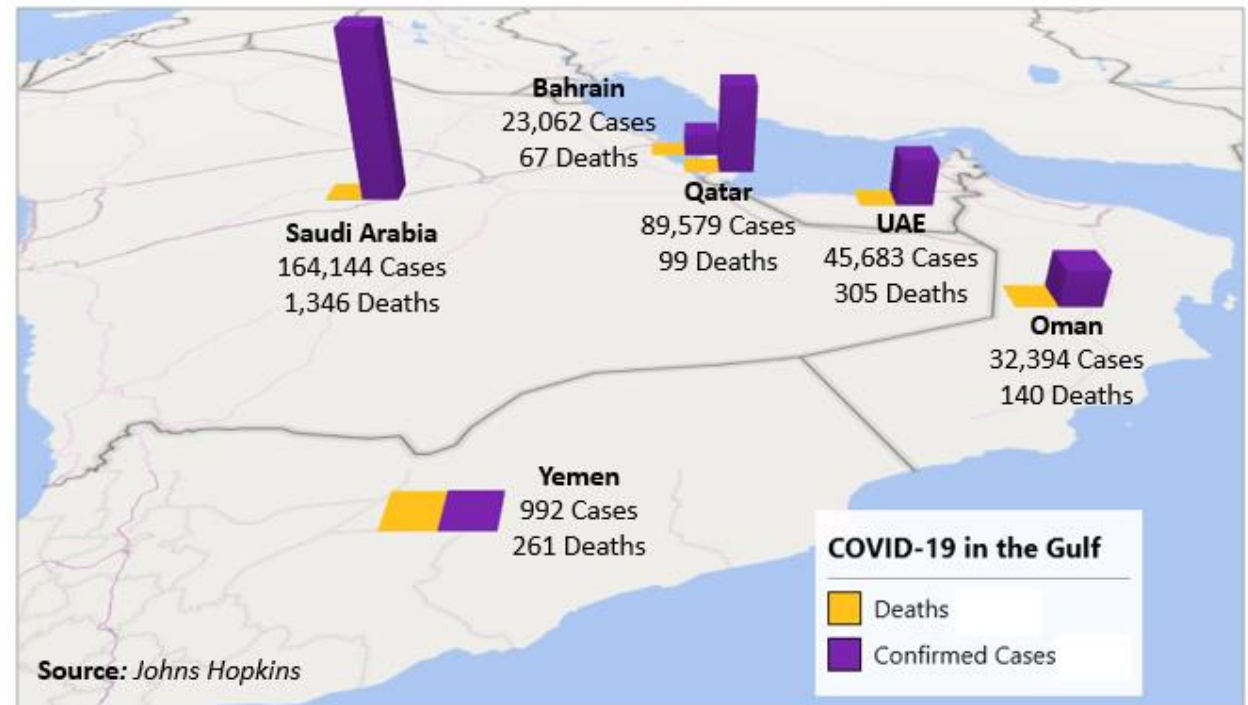 Bahrain
23,062 Cases
67 Deaths
Qatar
89,579 Cases
99 Deaths
UAE
45,683 Cases
305 Deaths
Saudi Arabia
164,144 Cases
1,346 Deaths
Oman
32,394 Cases
140 Deaths
Yemen
992 Cases
261 Deaths
COVID-19 in the Gulf
Deaths
Confirmed Cases
Source: Johns Hopkins